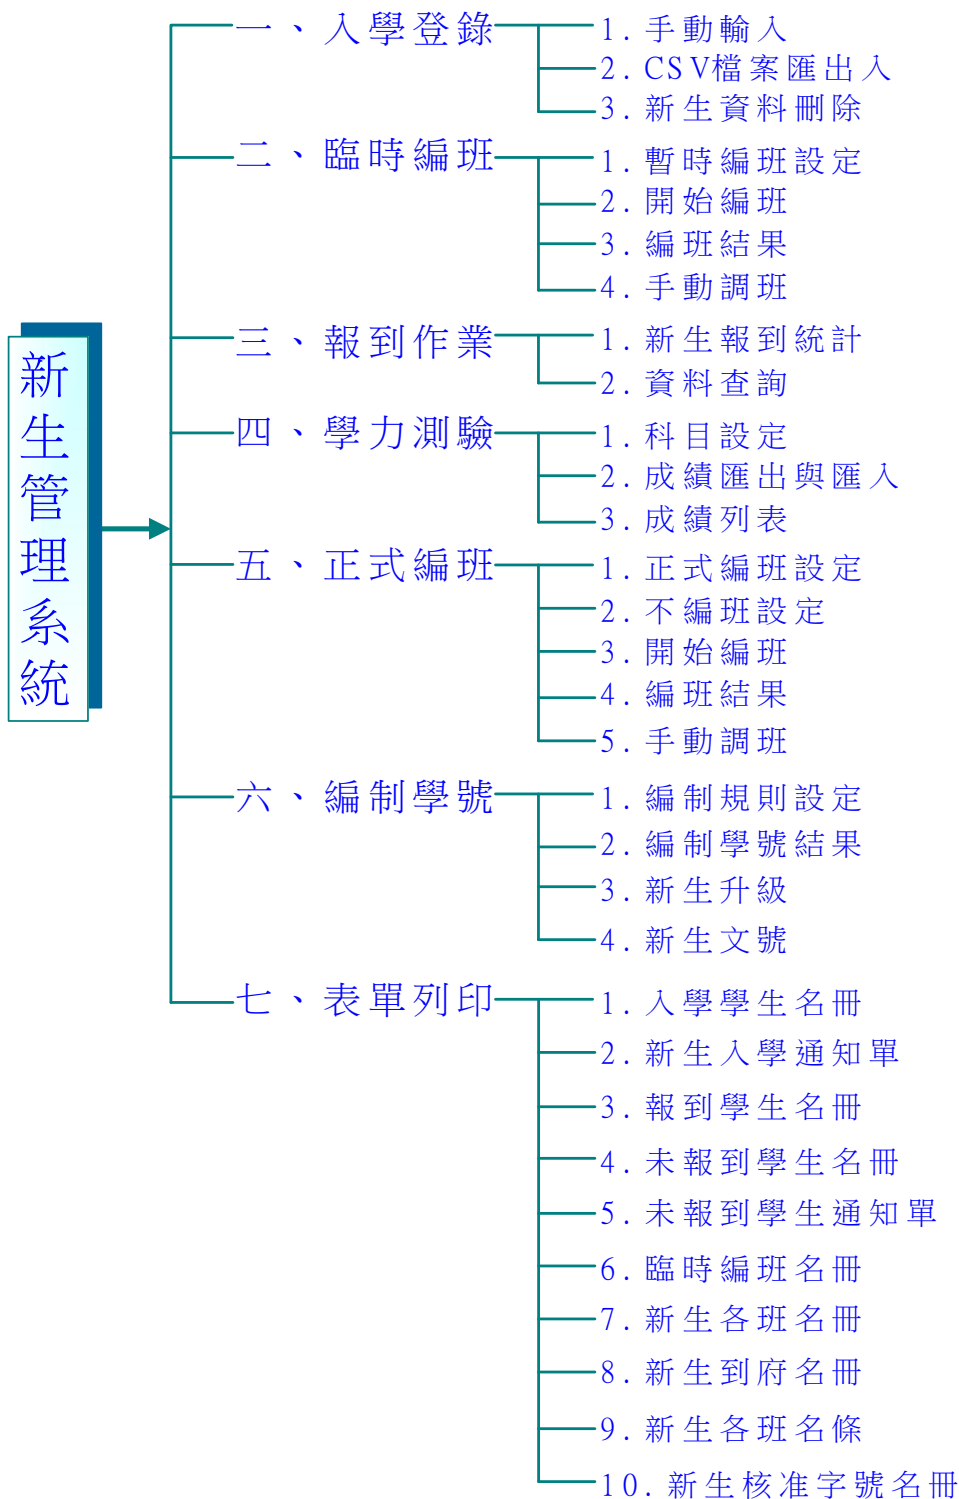 新生管理系統
一、入學登錄
1.手動輸入
2.CSV檔案匯出入
3.新生資料刪除
二、臨時編班
1.暫時編班設定
2.開始編班
3.編班結果
4.手動調班
三、報到作業
1.新生報到統計
2.資料查詢
四、學力測驗
1.科目設定
2.成績匯出與匯入
3.成績列表
五、正式編班
1.正式編班設定
2.不編班設定
3.開始編班
4.編班結果
5.手動調班
六、編制學號
1.編制規則設定
2.編制學號結果
3.新生升級
4.新生文號
七、表單列印
1.入學學生名冊
2.新生入學通知單
3.報到學生名冊
4.未報到學生名冊
5.未報到學生通知單
6.臨時編班名冊
7.新生各班名冊
8.新生到府名冊
9.新生各班名條
10.新生核准字號名冊